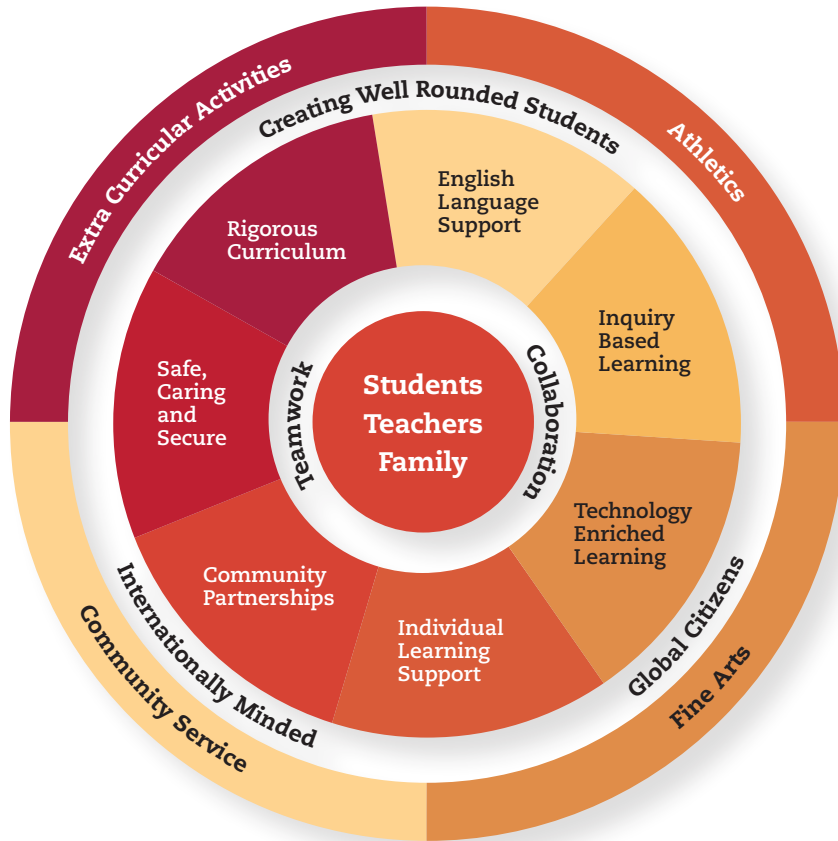 Extra Curricular Activities
Athletics
Creating Well Rounded Students
English
Language
Support
Rigorous
Curriculum
Inquiry
Based
Learning
Safe,
Caring
and
Secure
Teamwork
Students
Teachers
Family
Collaboration
Technology
Enriched
Learning
Community
Partnerships
Individual
Learning
Support
Internationally Minded
Global Citizens
Community Service
Fine Arts